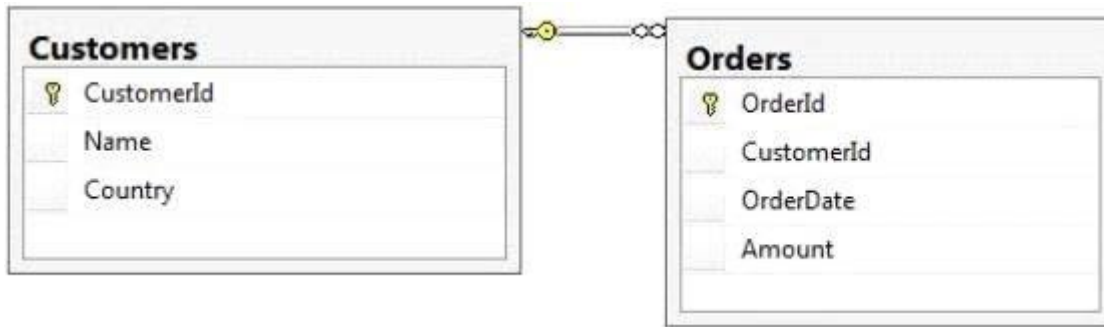 Customers
CustomerId
Name
Country
Orders
OrderId
CustomerId
OrderDate
Amount